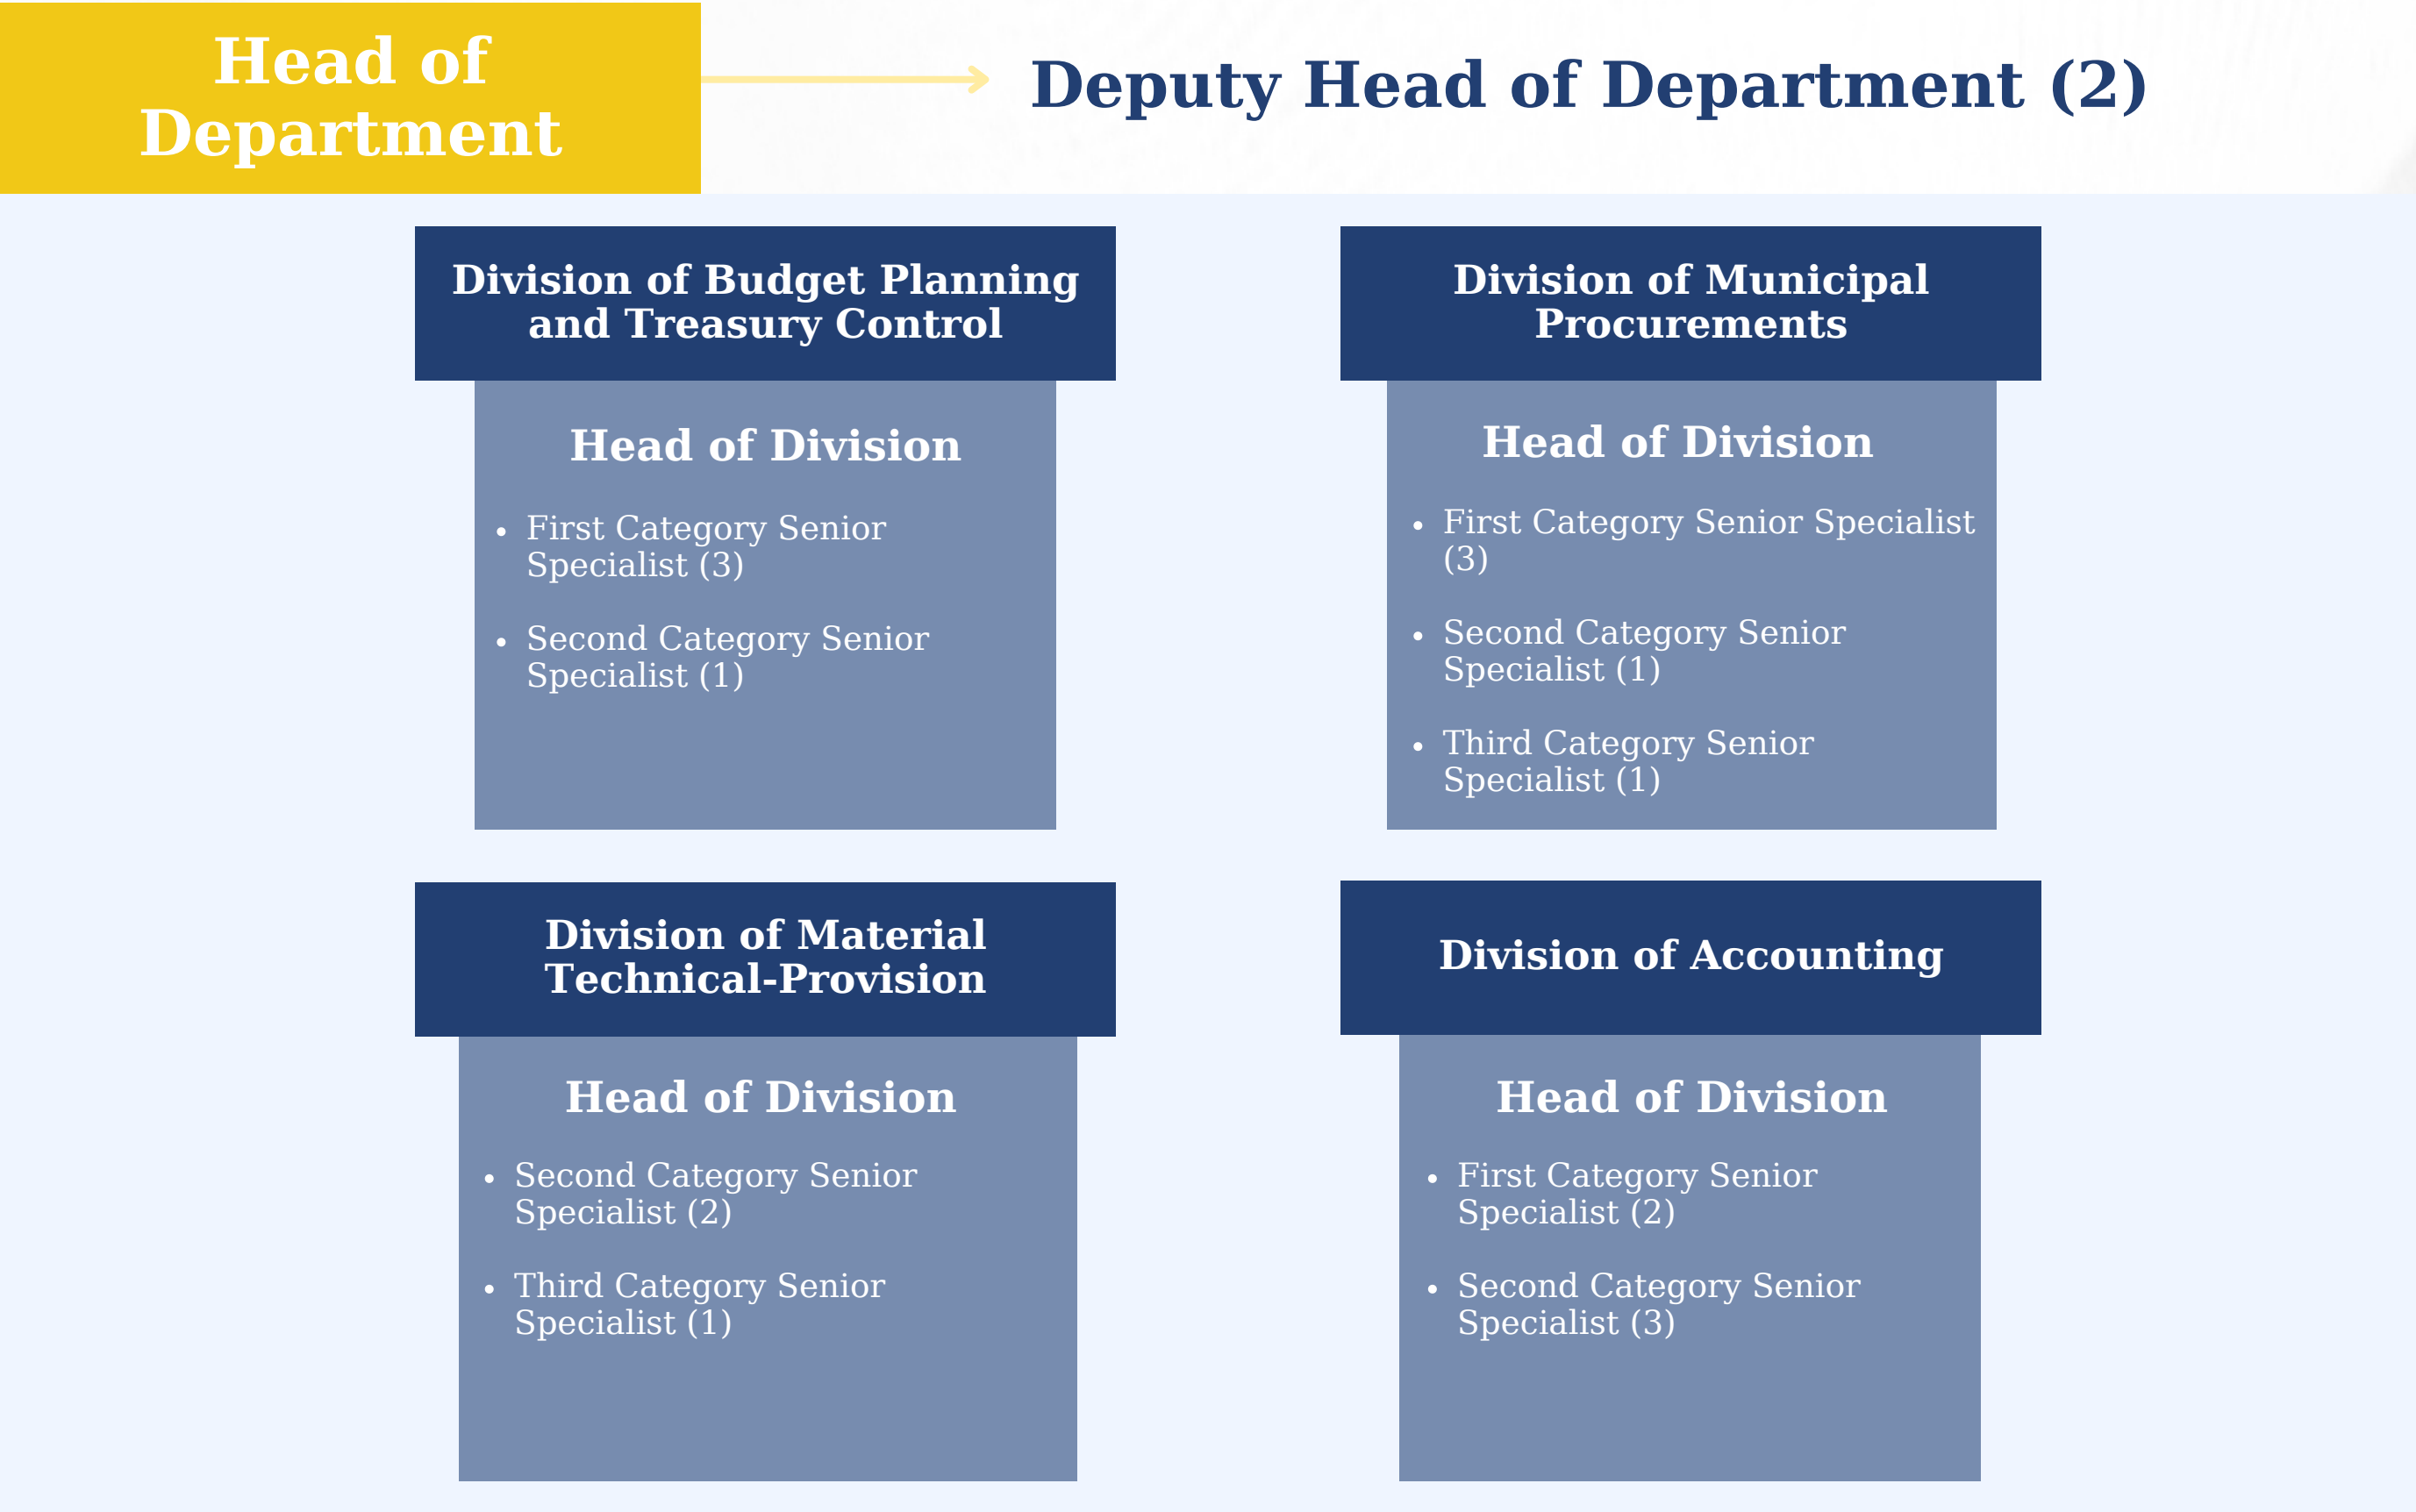 Head of
Department
Deputy Head of Department (2)
Division of Budget Planning
and Treasury Control
Head of Division
• First Category Senior
Specialist (3)
• Second Category Senior
Specialist (1)
Division of Municipal
Procurements
Head of Division
• First Category Senior Specialist
(3)
• Second Category Senior
Specialist (1)
• Third Category Senior
Specialist (1)
Division of Material
Technical-Provision
Head of Division
• Second Category Senior
Specialist (2)
• Third Category Senior
Specialist (1)
Division of Accounting
Head of Division
• First Category Senior
Specialist (2)
• Second Category Senior
Specialist (3)